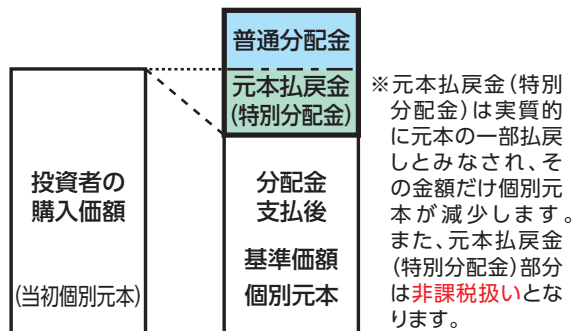 普通分配金
元本払戻金
(特別分配金)
投資者の
購入価額
(当初個別元本)
分配金
支払後
基準価額
個別元本
※元本払戻金(特別
分配金)は実質的
に元本の一部払戻
しとみなされ、そ
の金額だけ個別元
本が減少します。
また、元本払戻金
(特別分配金)部分
は非課税扱いとな
ります。